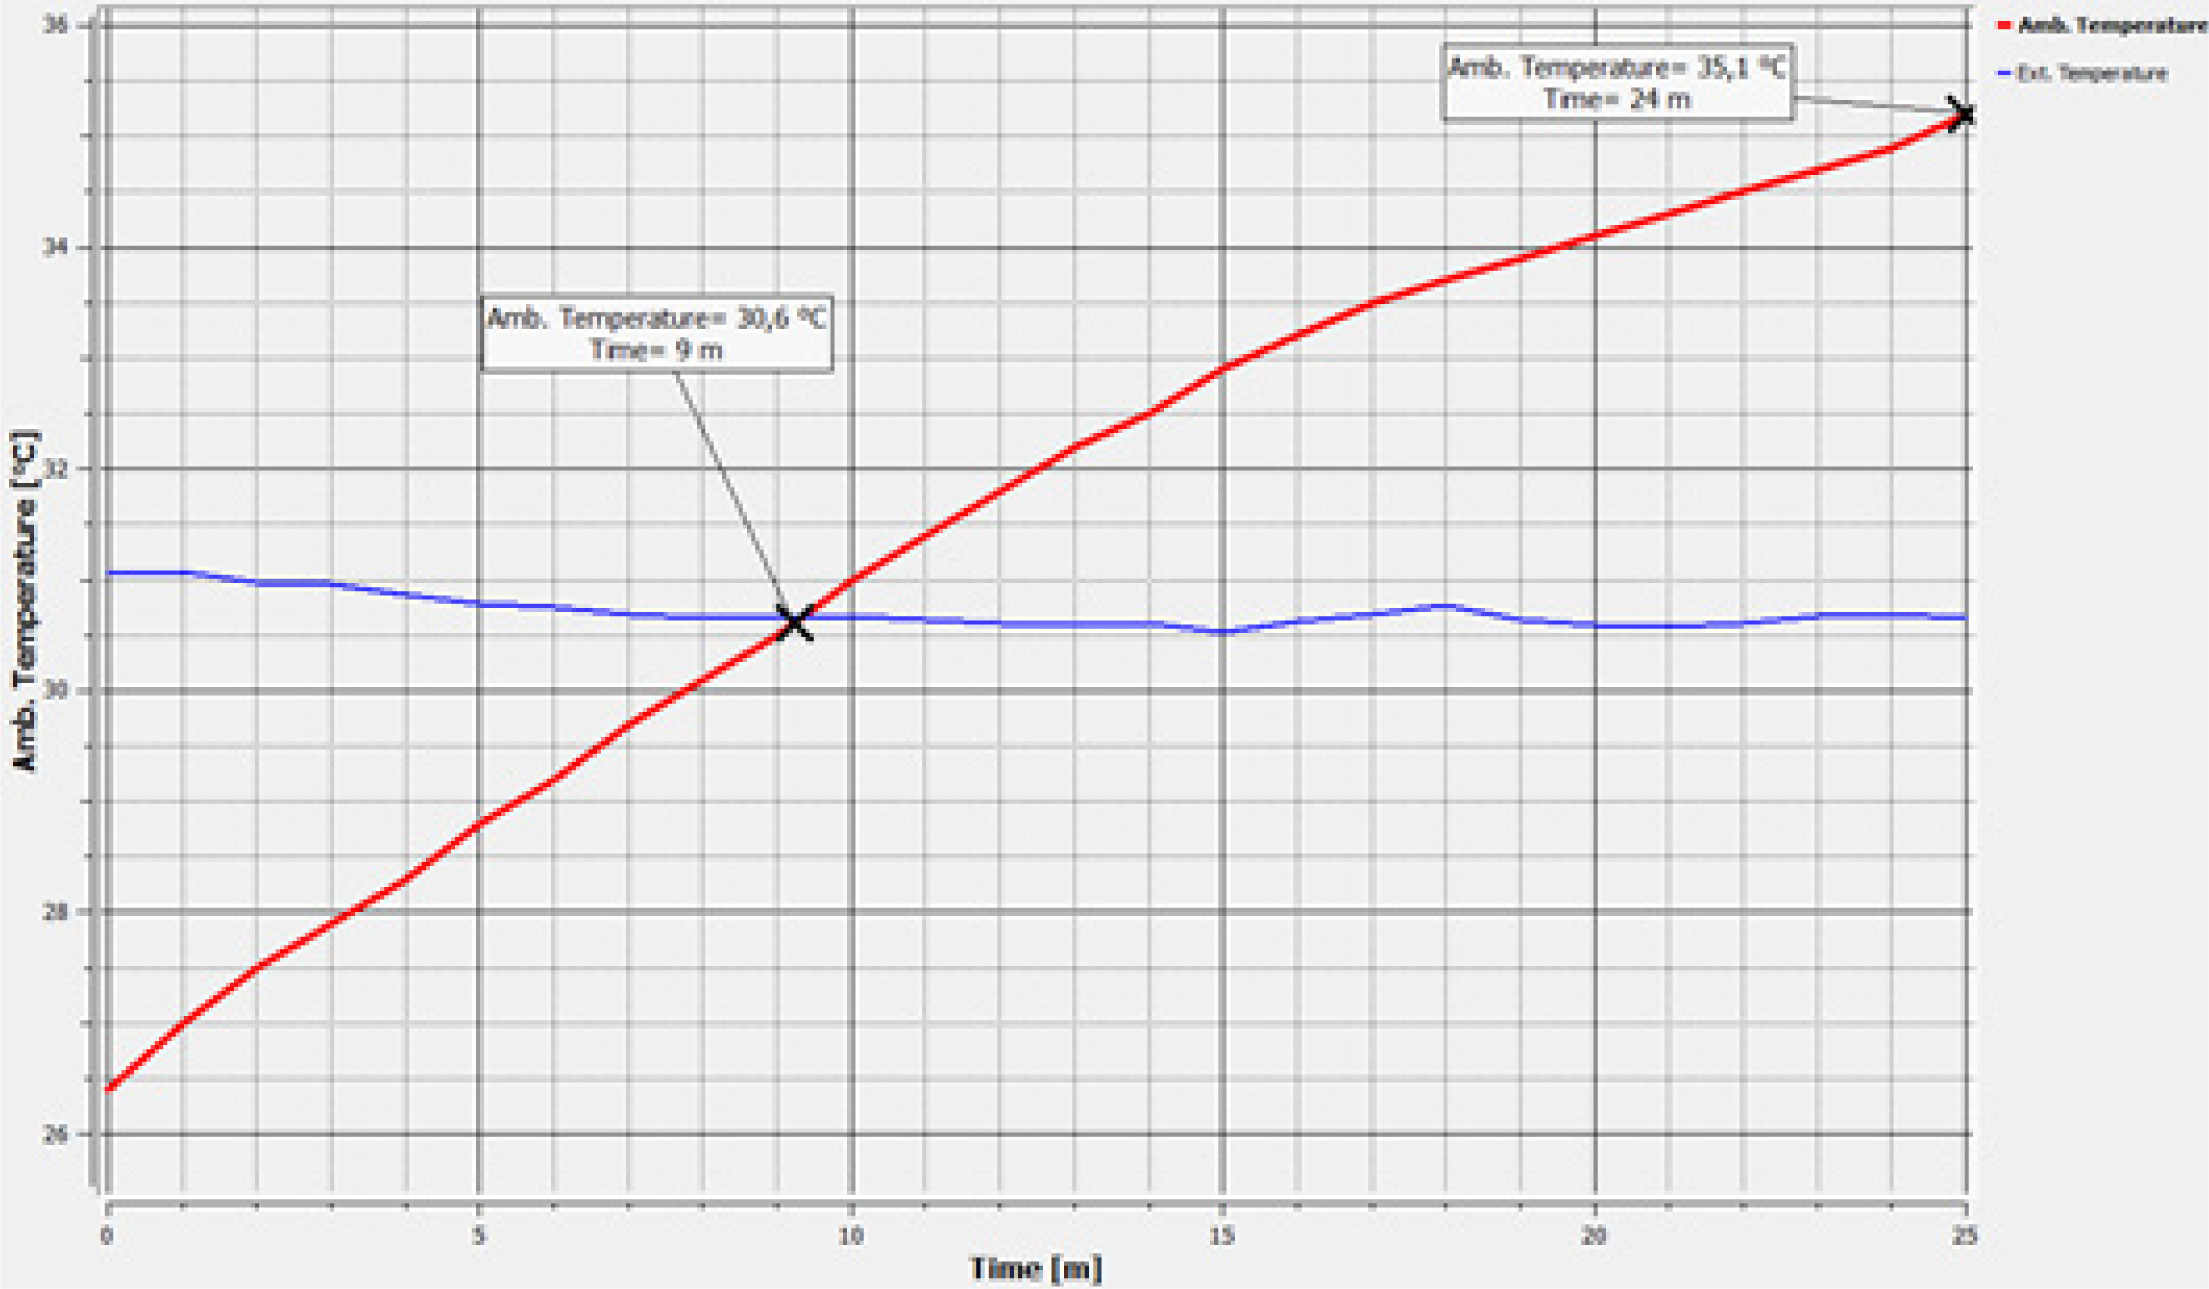 36
34
32
30
28
26
Amb. Temperature [ºC]
Amb. Temperature= 35,1 ºC
Time= 24 m
Amb. Temperature= 30,6 ºC
Time= 9 m
Amb. Temperature
Ext. Temperature
0 5 10 15 20 25
Time [m]